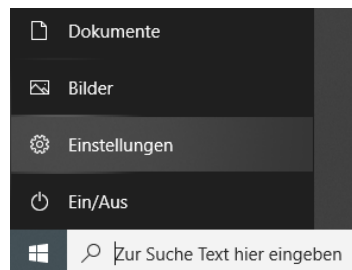 Dokumente
Bilder
Einstellungen
Ein/Aus
Zur Suche Text hier eingeben